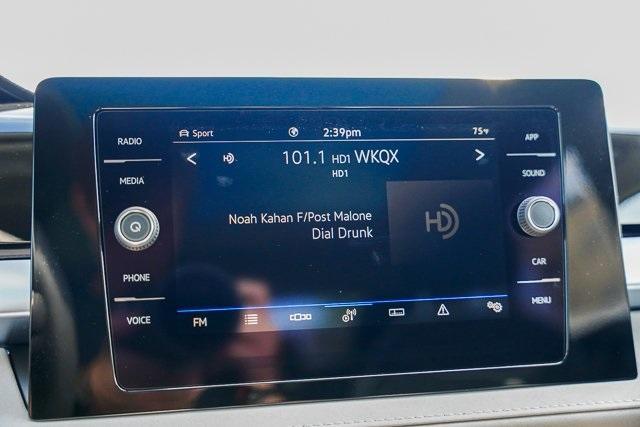 RADIO
MEDIA
PHONE
VOICE
Sport 2:39pm 75°F
101.1 HD1 WKQX
HD1
Noah Kahan F/Post Malone
Dial Drunk
HD
FM
APP
SOUND
CAR
MENU